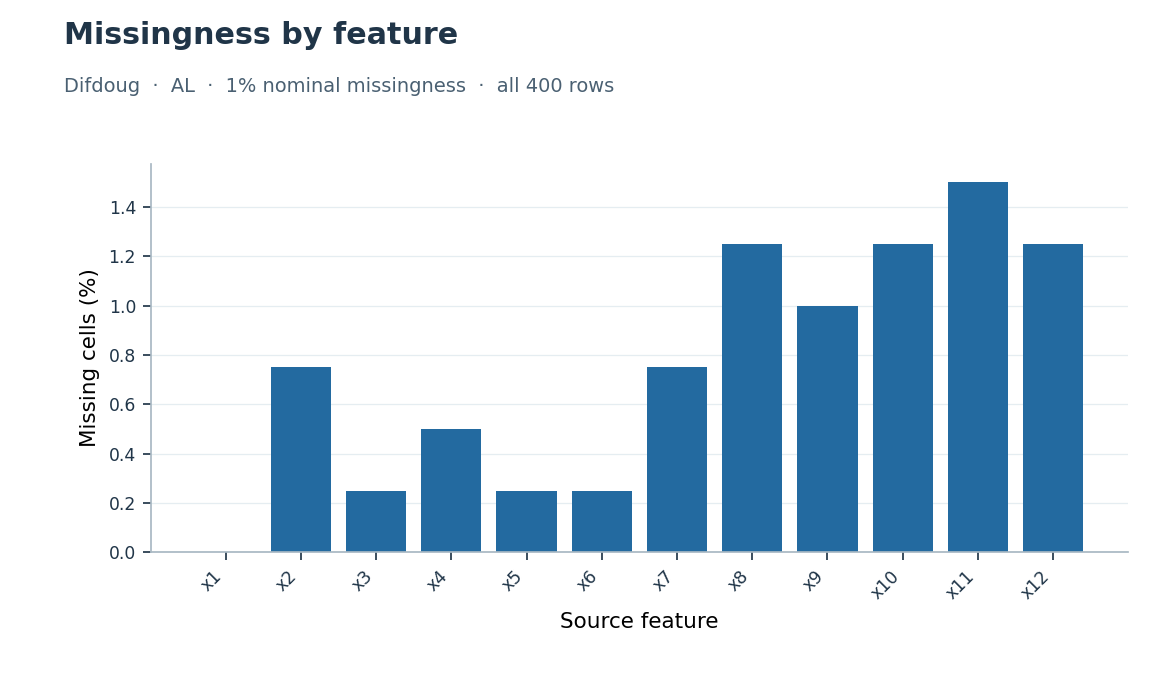 Missingness by feature
Difdoug · AL · 1% nominal missingness · all 400 rows
Missing cells (%)
1.4
1.2
1.0
0.8
0.6
0.4
0.2
0.0
x1 x2 x3 x4 x5 x6 x7 x8 x9 x10 x11 x12
Source feature